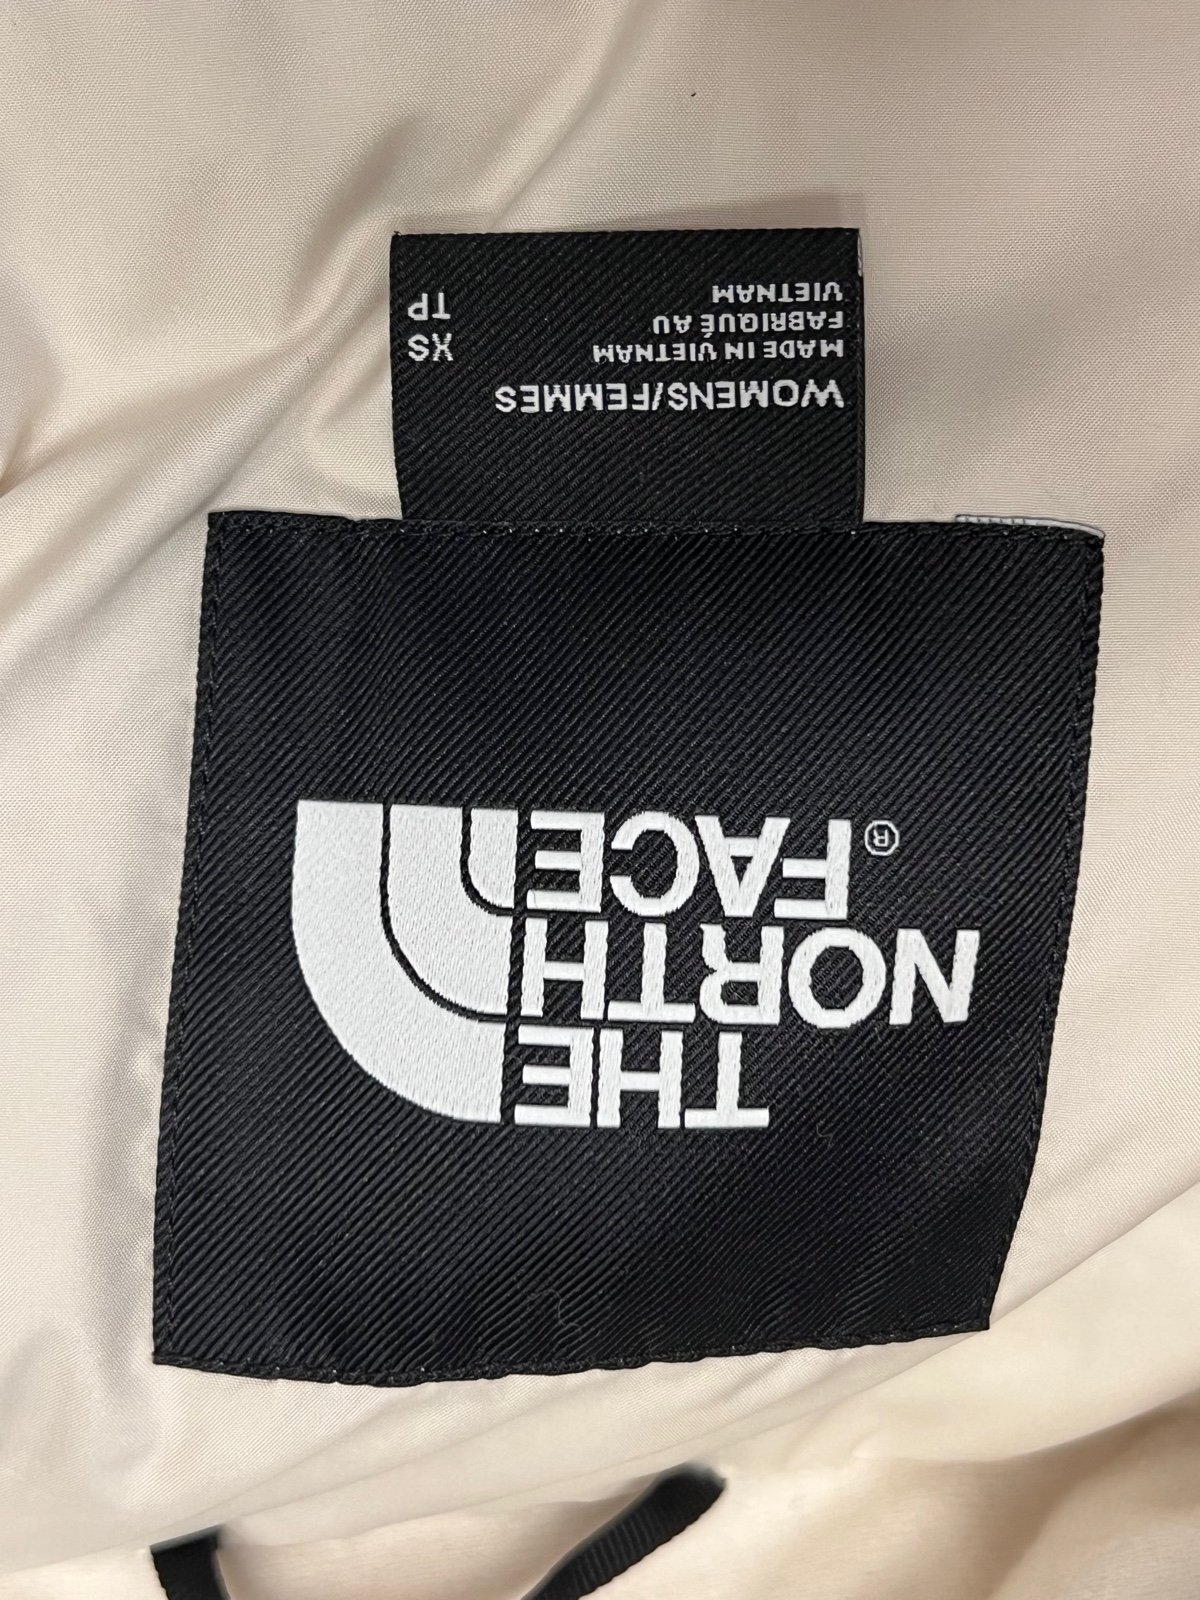 THE
NORTH
FACE ®
WOMENS/FEMMES
MADE IN VIETNAM
FABRIQUÉ AU
VIETNAM
XS
TP